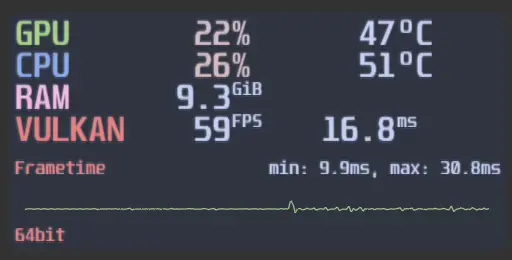 GPU 22% 47°C
CPU 26% 51°C
RAM 9.3GiB
VULKAN 59FPS 16.8ms
Frametime min: 9.9ms, max: 30.8ms
64bit